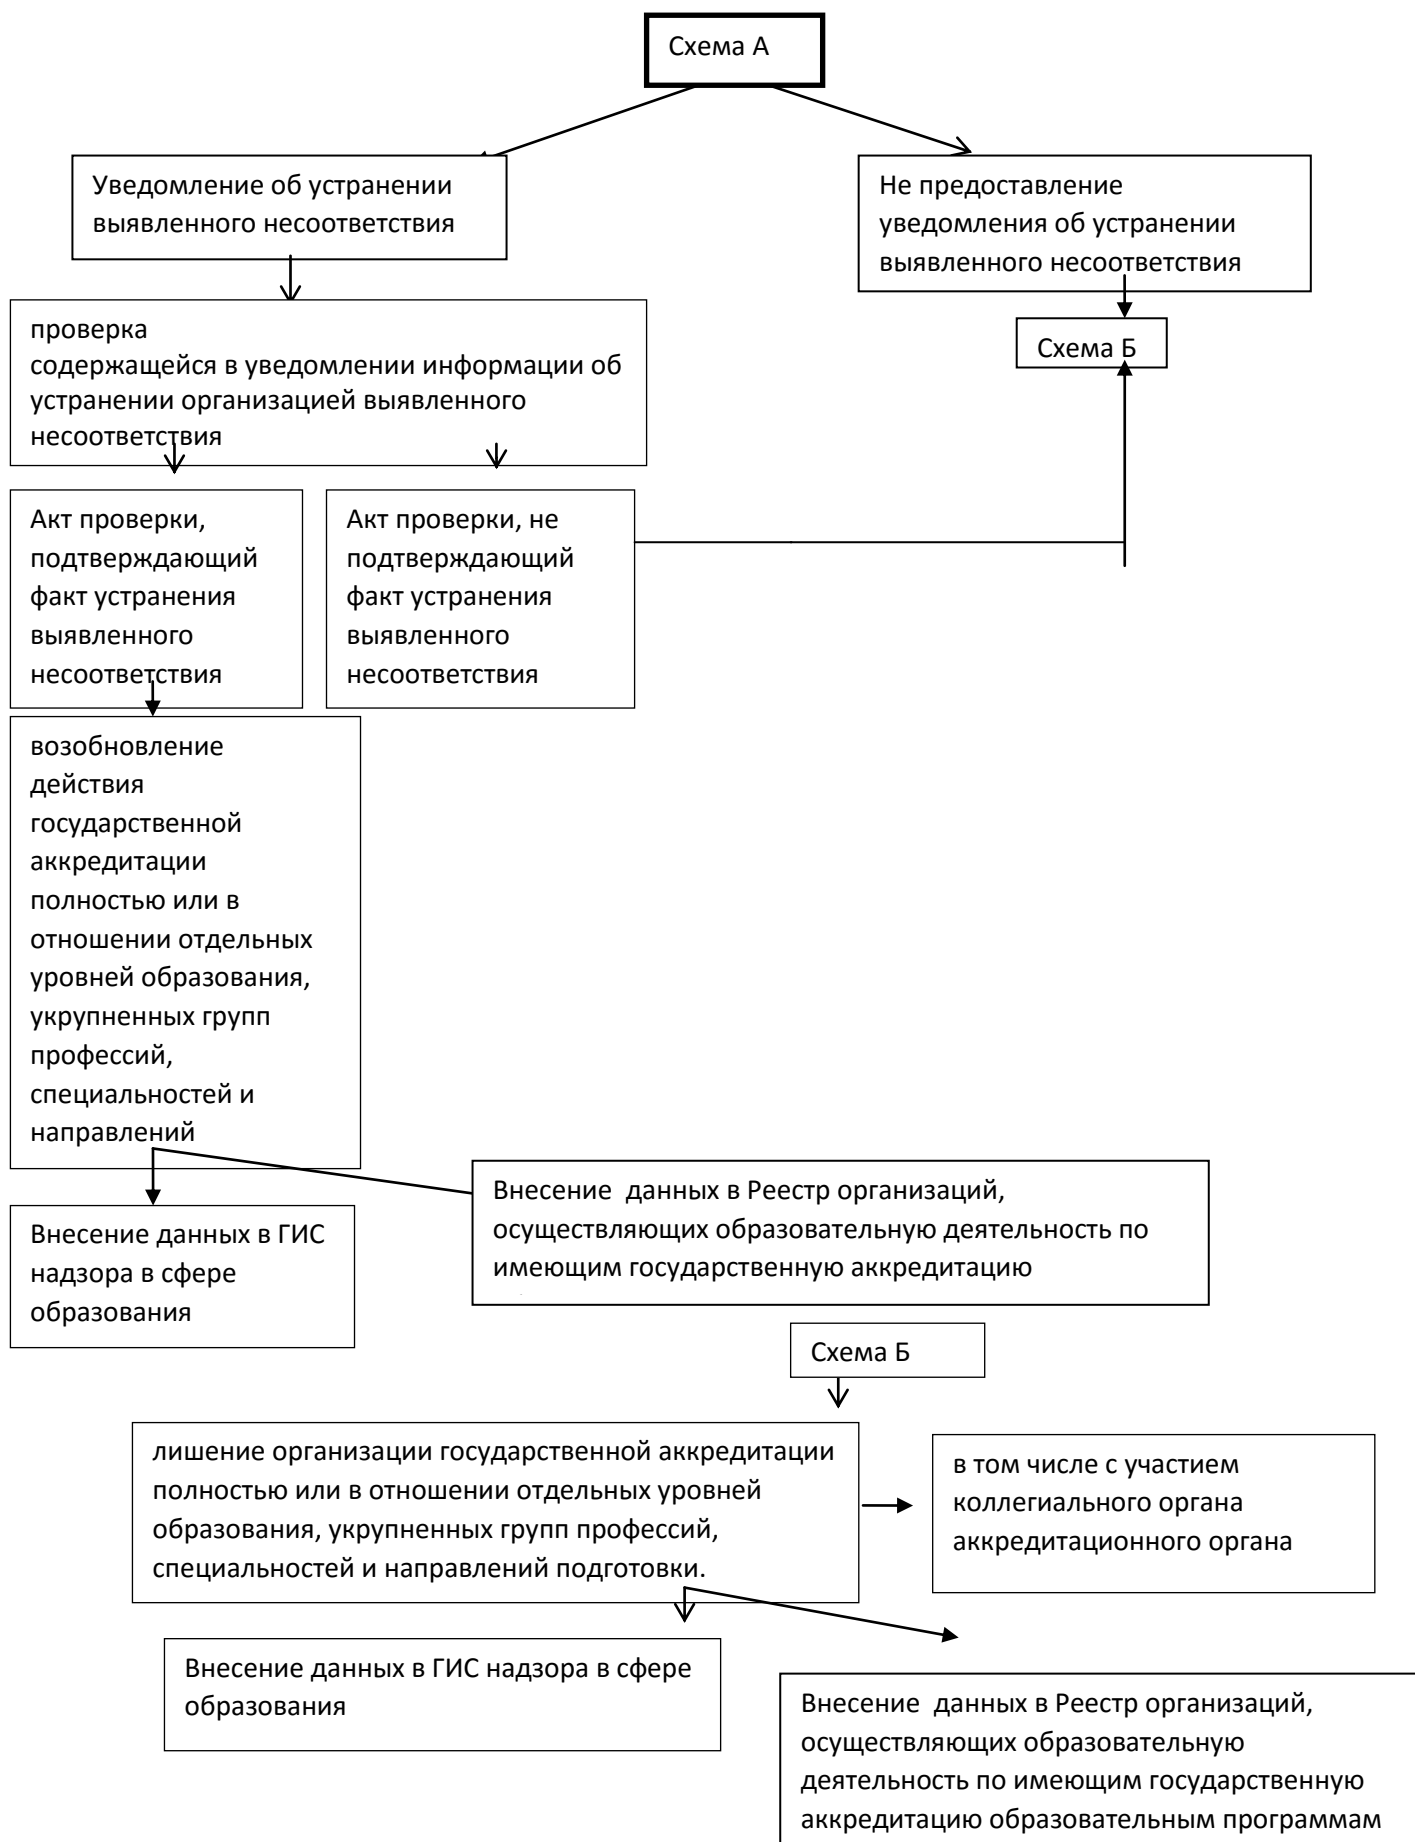 Схема А
Уведомление об устранении
выявленного несоответствия
Не предоставление
уведомления об устранении
выявленного несоответствия
Схема Б
проверка
содержащейся в уведомлении информации об
устранении организацией выявленного
несоответствия
Акт проверки,
подтверждающий
факт устранения
выявленного
несоответствия
Акт проверки, не
подтверждающий
факт устранения
выявленного
несоответствия
возобновление
действия
государственной
аккредитации
полностью или в
отношении отдельных
уровней образования,
укрупненных групп
профессий,
специальностей и
направлений
Внесение данных в ГИС
надзора в сфере
образования
Внесение  данных в Реестр организаций,
осуществляющих образовательную деятельность по
имеющим государственную аккредитацию
Схема Б
лишение организации государственной аккредитации
полностью или в отношении отдельных уровней
образования, укрупненных групп профессий,
специальностей и направлений подготовки.
в том числе с участием
коллегиального органа
аккредитационного органа
Внесение данных в ГИС надзора в сфере
образования
Внесение  данных в Реестр организаций,
осуществляющих образовательную
деятельность по имеющим государственную
аккредитацию образовательным программам